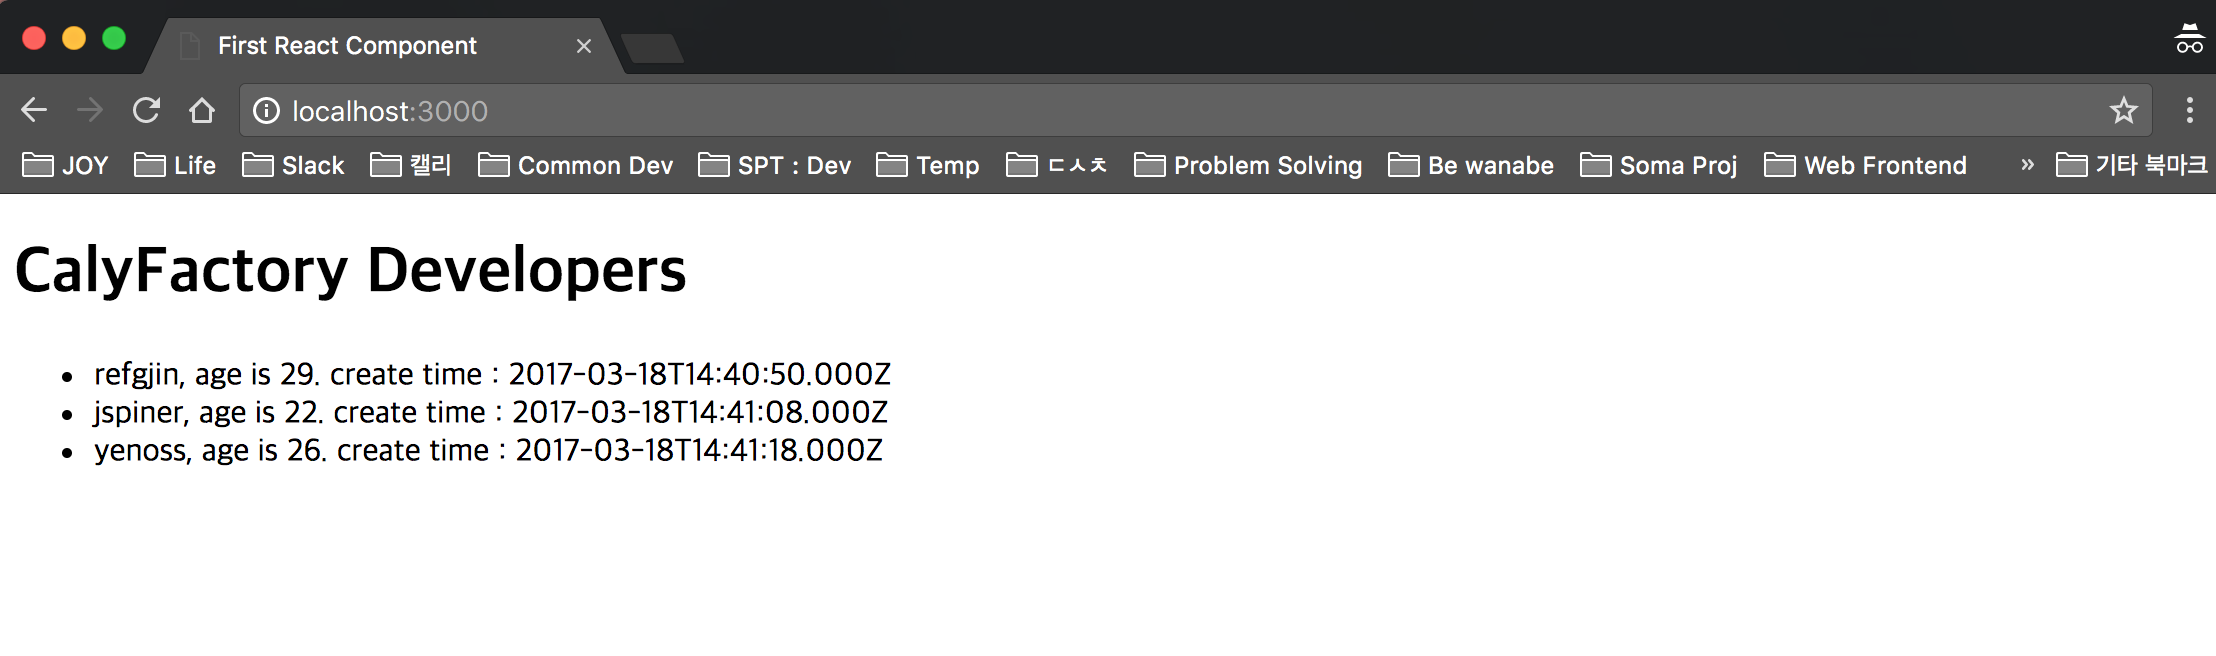 First React Component
localhost:3000
JOY Life Slack 캘리 Common Dev SPT : Dev Temp ㄷㅅㅊ Problem Solving Be wanabe Soma Proj Web Frontend » 기타 북마크
CalyFactory Developers
• refgjin, age is 29. create time : 2017-03-18T14:40:50.000Z
• jspiner, age is 22. create time : 2017-03-18T14:41:08.000Z
• yenoss, age is 26. create time : 2017-03-18T14:41:18.000Z